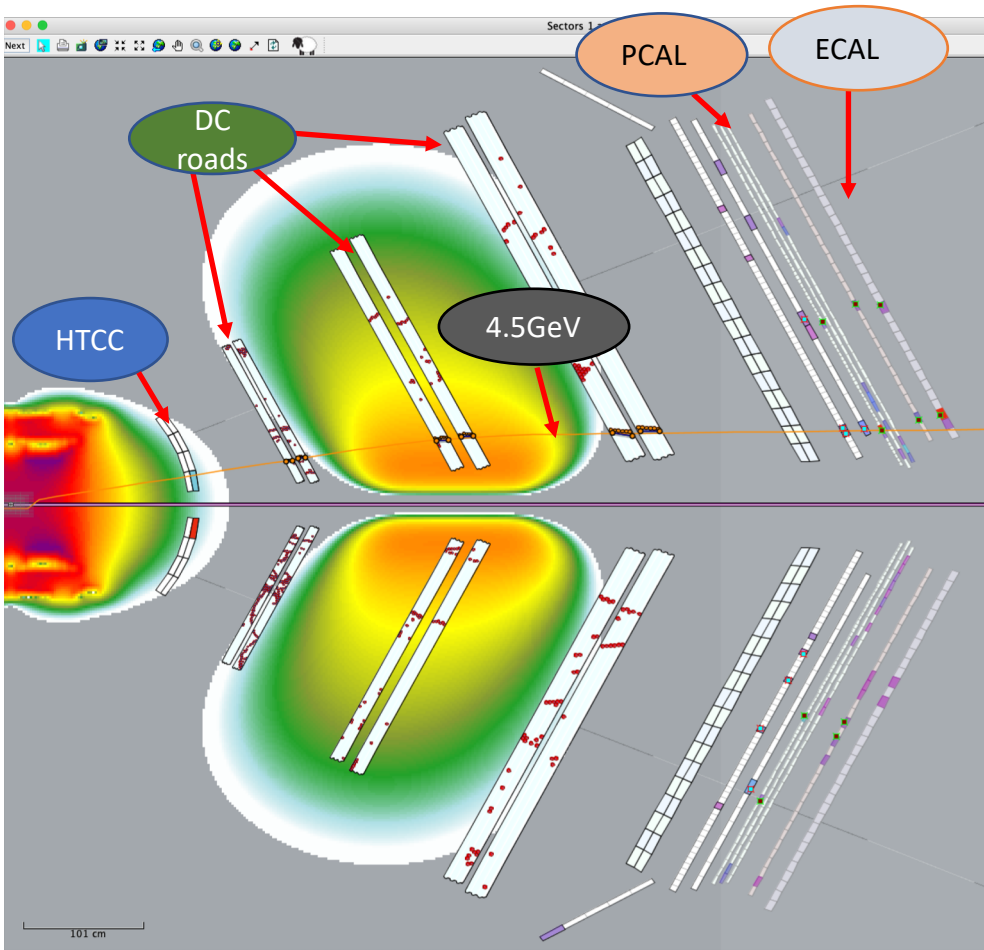 Sectors 1
Next
PCAL
ECAL
DC
roads
4.5GeV
HTCC
101 cm